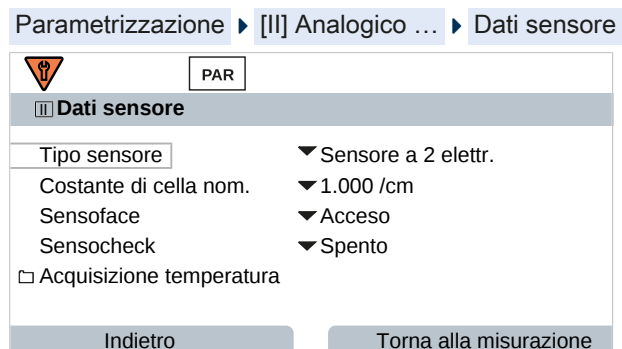 Parametrizzazione ▸ [II] Analogico … ▸ Dati sensore
PAR
II Dati sensore
Tipo sensore Sensore a 2 elettr.
Costante di cella nom. 1.000 /cm
Sensoface Acceso
Sensocheck Spento
Acquisizione temperatura
Indietro Torna alla misurazione